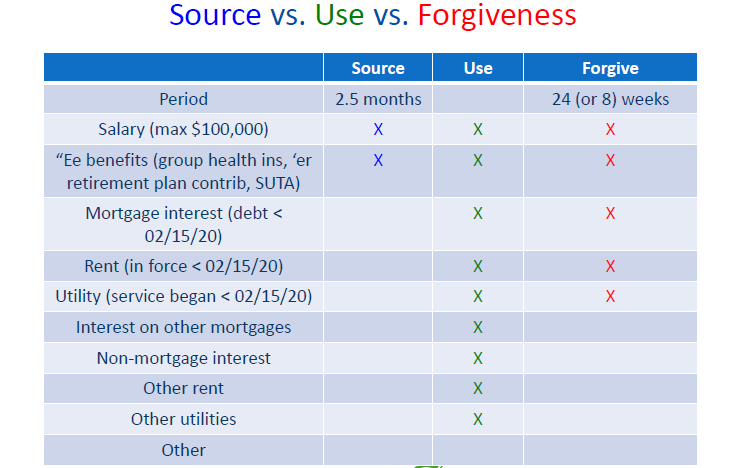 Source vs. Use vs. Forgiveness
Source Use Forgive
Period 2.5 months 24 (or 8) weeks
Salary (max $100,000) X X X
“Ee benefits (group health ins, ‘er X X X
retirement plan contrib, SUTA)
Mortgage interest (debt < X X
02/15/20)
Rent (in force < 02/15/20) X X
Utility (service began < 02/15/20) X X
Interest on other mortgages X
Non-mortgage interest X
Other rent X
Other utilities X
Other